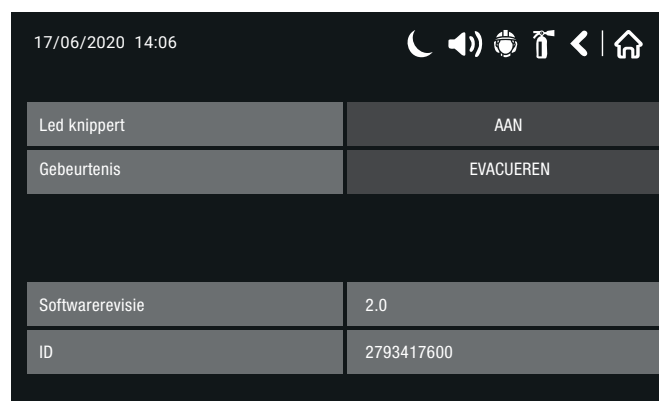 17/06/2020 14:06
Led knippert AAN
Gebeurtenis EVACUEREN
Softwarerevisie 2.0
ID 2793417600